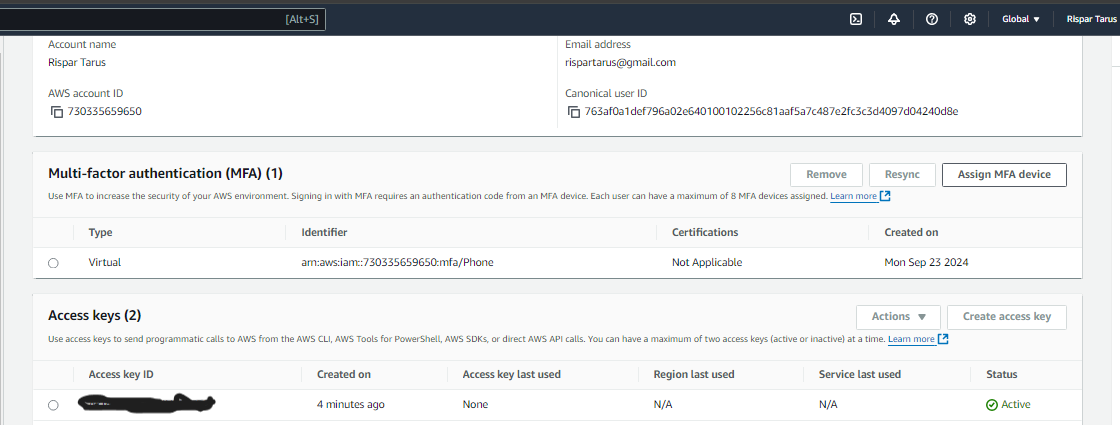 [Alt+S] Global ▼ Rispar Tarus
Account name Email address
Rispar Tarus rispartarus@gmail.com
AWS account ID Canonical user ID
730335659650 763af0a1def796a02e640100102256c81aaf5a7c487e2fc3c3d4097d04240d8e
Multi-factor authentication (MFA) (1) Remove Resync Assign MFA device
Use MFA to increase the security of your AWS environment. Signing in with MFA requires an authentication code from an MFA device. Each user can have a maximum of 8 MFA devices assigned. Learn more
Type Identifier Certifications Created on
Virtual arn:aws:iam::730335659650:mfa/Phone Not Applicable Mon Sep 23 2024
Access keys (2) Actions ▼ Create access key
Use access keys to send programmatic calls to AWS from the AWS CLI, AWS Tools for PowerShell, AWS SDKs, or direct AWS API calls. You can have a maximum of two access keys (active or inactive) at a time. Learn more
Access key ID Created on Access key last used Region last used Service last used Status
4 minutes ago None N/A N/A Active